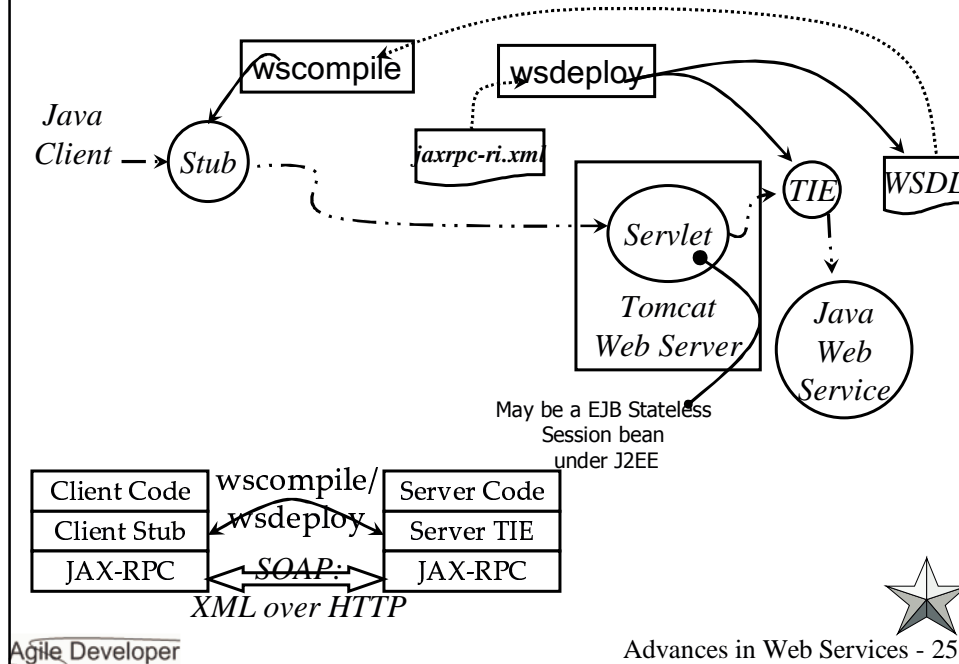 wscompile
wsdeploy
Java
Client
Stub
jaxrpc-ri.xml
TIE
WSDL
Servlet
Tomcat
Web Server
Java
Web
Service
May be a EJB Stateless
Session bean
under J2EE
Client Code
Client Stub
JAX-RPC
wscompile/
wsdeploy
SOAP:
XML over HTTP
Server Code
Server TIE
JAX-RPC
Agile Developer
Advances in Web Services - 25